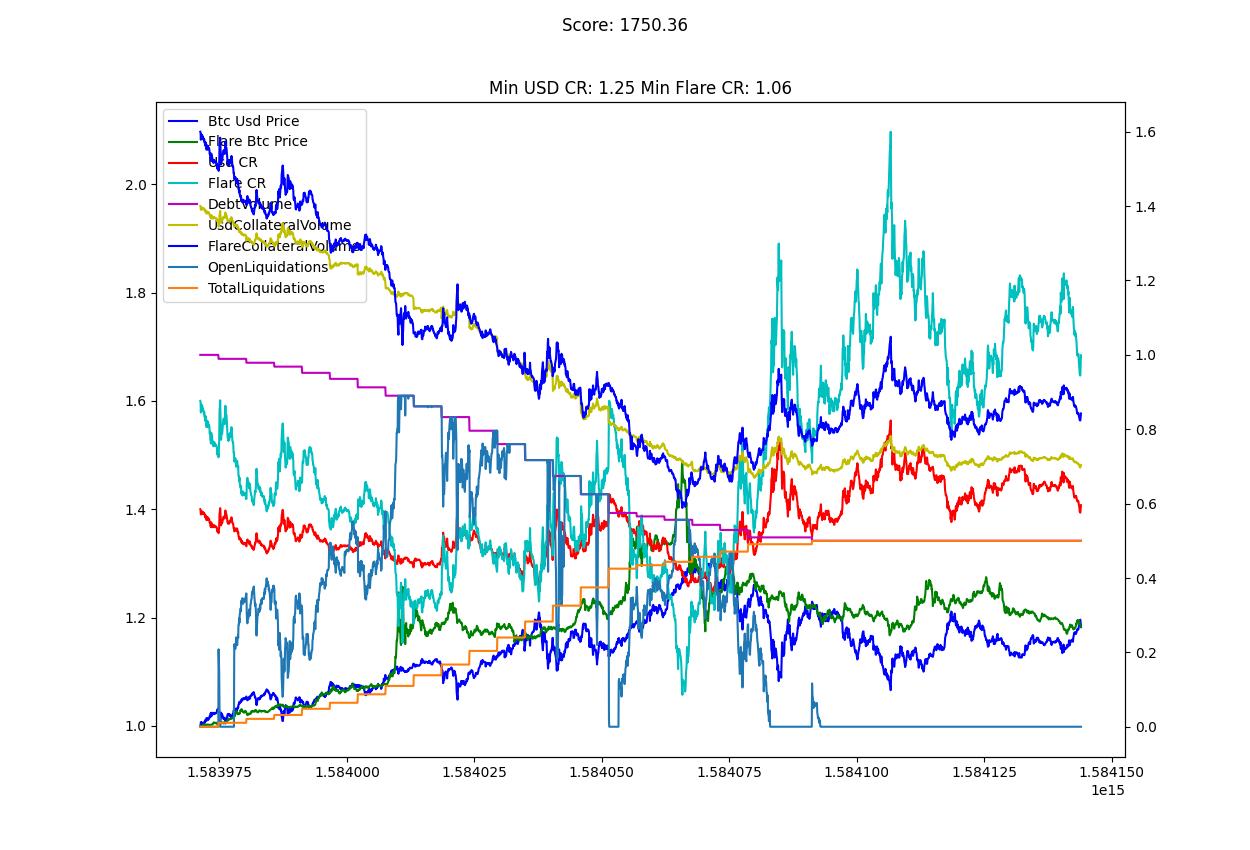 Score: 1750.36
Min USD CR: 1.25 Min Flare CR: 1.06
Btc Usd Price
Flare Btc Price
Usd CR
Flare CR
DebtVolume
UsdCollateralVolume
FlareCollateralVolume
OpenLiquidations
TotalLiquidations
2.0
1.8
1.6
1.4
1.2
1.0
1.6
1.4
1.2
1.0
0.8
0.6
0.4
0.2
0.0
1.583975 1.584000 1.584025 1.584050 1.584075 1.584100 1.584125 1.584150
1e15